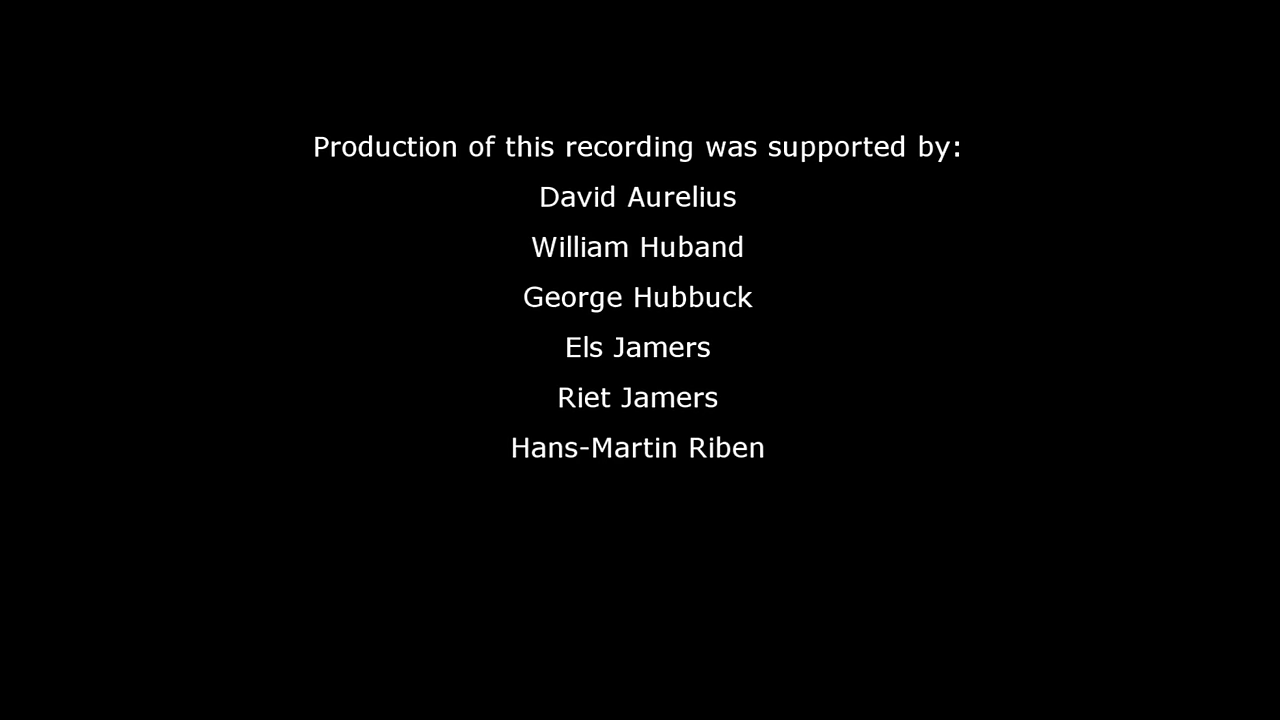 Production of this recording was supported by:
David Aurelius
William Huband
George Hubbuck
Els Jamers
Riet Jamers
Hans-Martin Riben